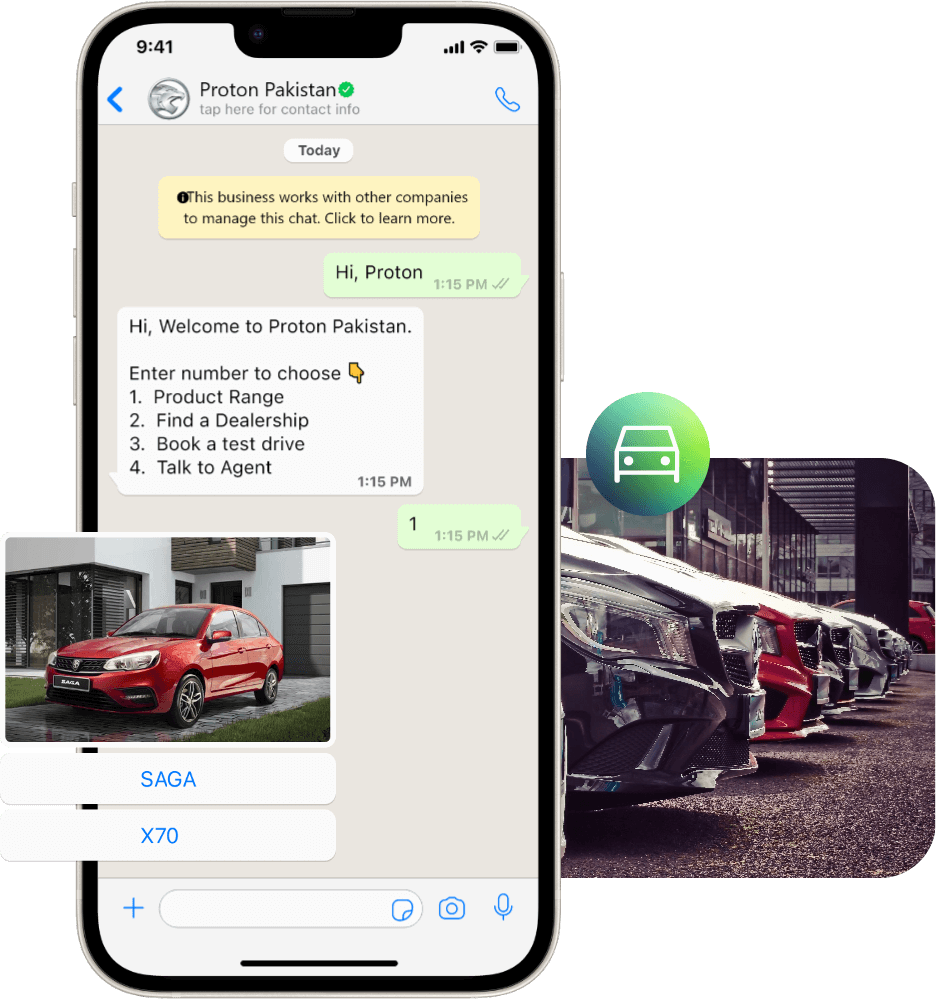 9:41
Proton Pakistan
tap here for contact info
Today
This business works with other companies
to manage this chat. Click to learn more.
Hi, Proton
1:15 PM
Hi, Welcome to Proton Pakistan.
Enter number to choose 👇
1. Product Range
2. Find a Dealership
3. Book a test drive
4. Talk to Agent
1:15 PM
1
1:15 PM
SAGA
SAGA
X70